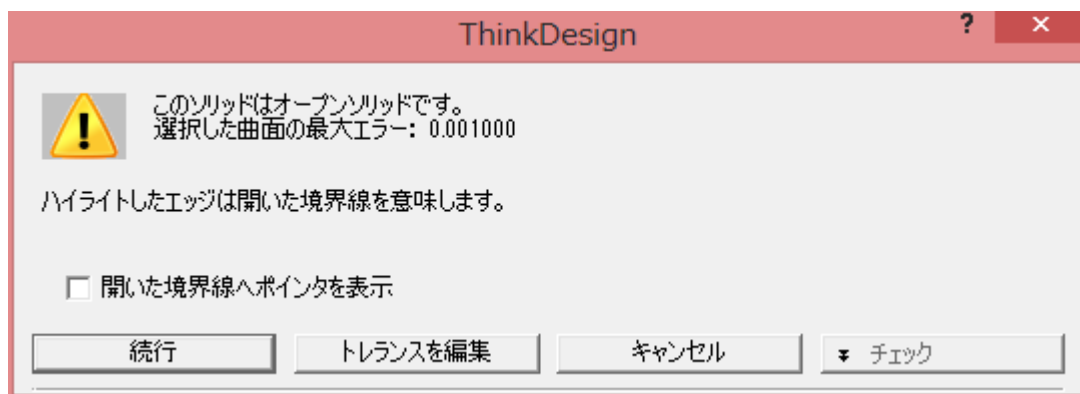 ThinkDesign
このソリッドはオープンソリッドです。
選択した曲面の最大エラー: 0.001000
ハイライトしたエッジは開いた境界線を意味します。
開いた境界線へポインタを表示
続行 トレランスを編集 キャンセル チェック